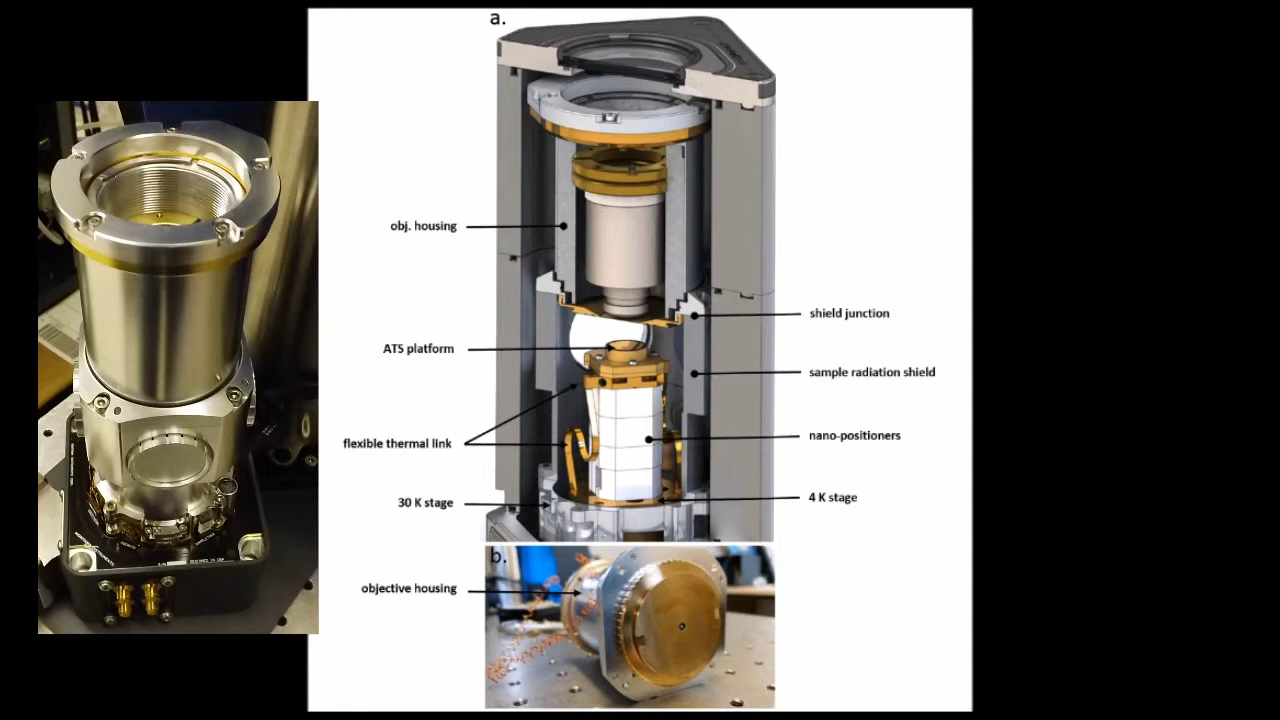 a.
obj. housing
shield junction
ATS platform
sample radiation shield
nano-positioners
flexible thermal link
4 K stage
30 K stage
b.
objective housing